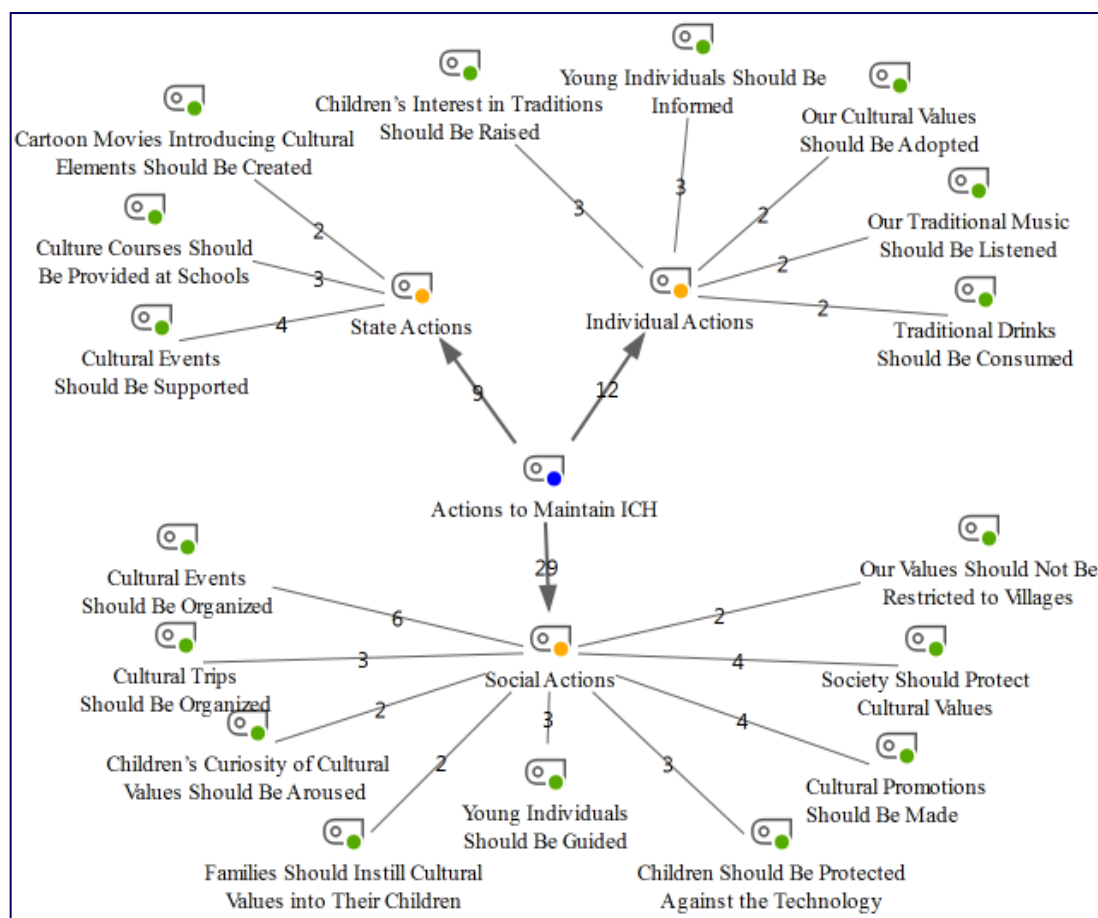 Young Individuals Should Be
Informed
Children's Interest in Traditions
Should Be Raised
Our Cultural Values
Should Be Adopted
Cartoon Movies Introducing Cultural
Elements Should Be Created
3
3
2
2
Our Traditional Music
Should Be Listened
Culture Courses Should
Be Provided at Schools
2
3
2
State Actions
Individual Actions
Traditional Drinks
Should Be Consumed
4
Cultural Events
Should Be Supported
9
12
Actions to Maintain ICH
29
Cultural Events
Should Be Organized
Our Values Should Not Be
Restricted to Villages
6
2
3
4
Cultural Trips
Should Be Organized
Social Actions
Society Should Protect
Cultural Values
2
3
4
Children's Curiosity of Cultural
Values Should Be Aroused
2
3
Cultural Promotions
Should Be Made
Young Individuals
Should Be Guided
Families Should Instill Cultural
Values into Their Children
Children Should Be Protected
Against the Technology